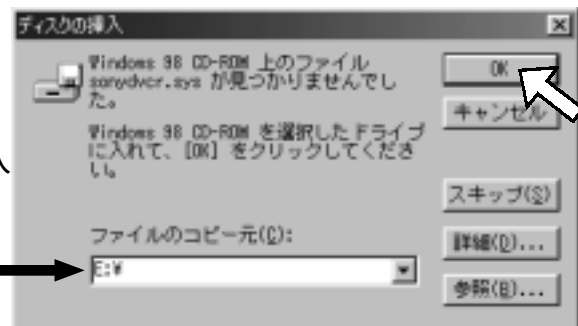 ディスクの挿入
Windows 98 CD-ROM 上のファイル
sonydvcr.sys が見つかりませんでし
た。
Windows 98 CD-ROM を選択したドライブ
に入れて、[OK] をクリックしてくださ
い。
ファイルのコピー元(C):
E:¥
OK
キャンセル
スキップ(S)
詳細(D)...
参照(B)...